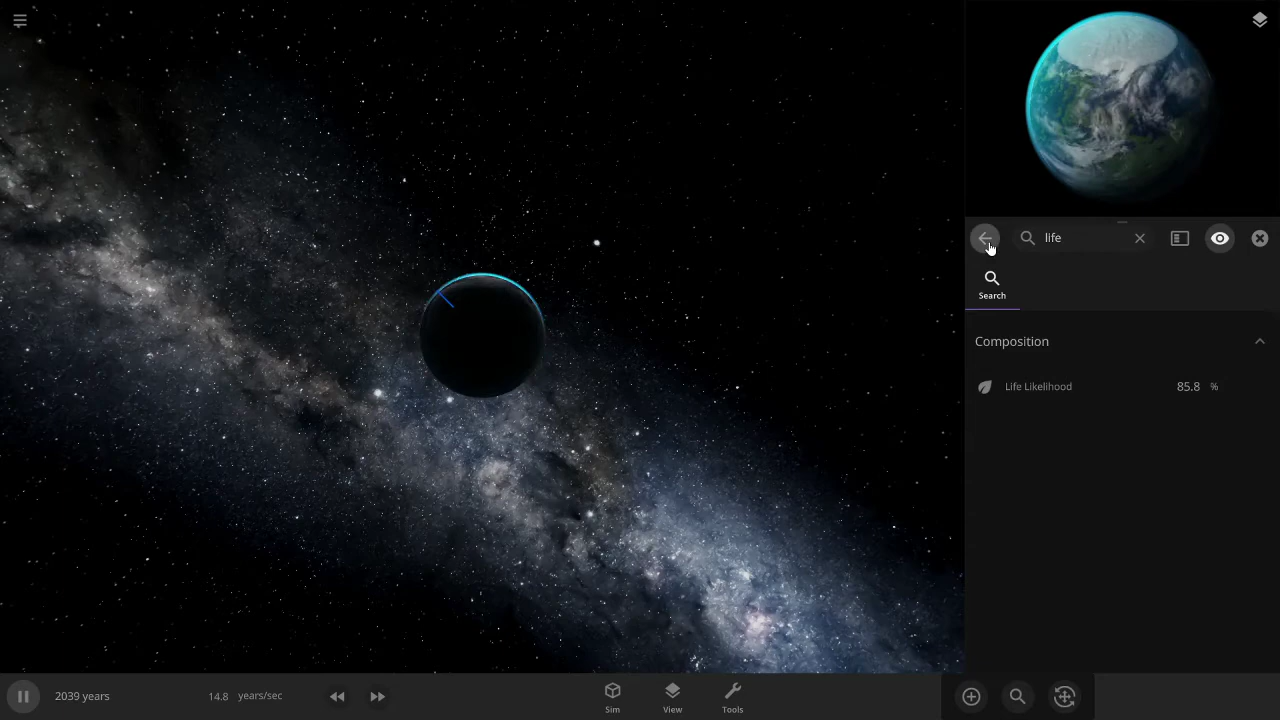 life
Search
Composition
Life Likelihood 85.8 %
2039 years 14.8 years/sec
Sim View Tools